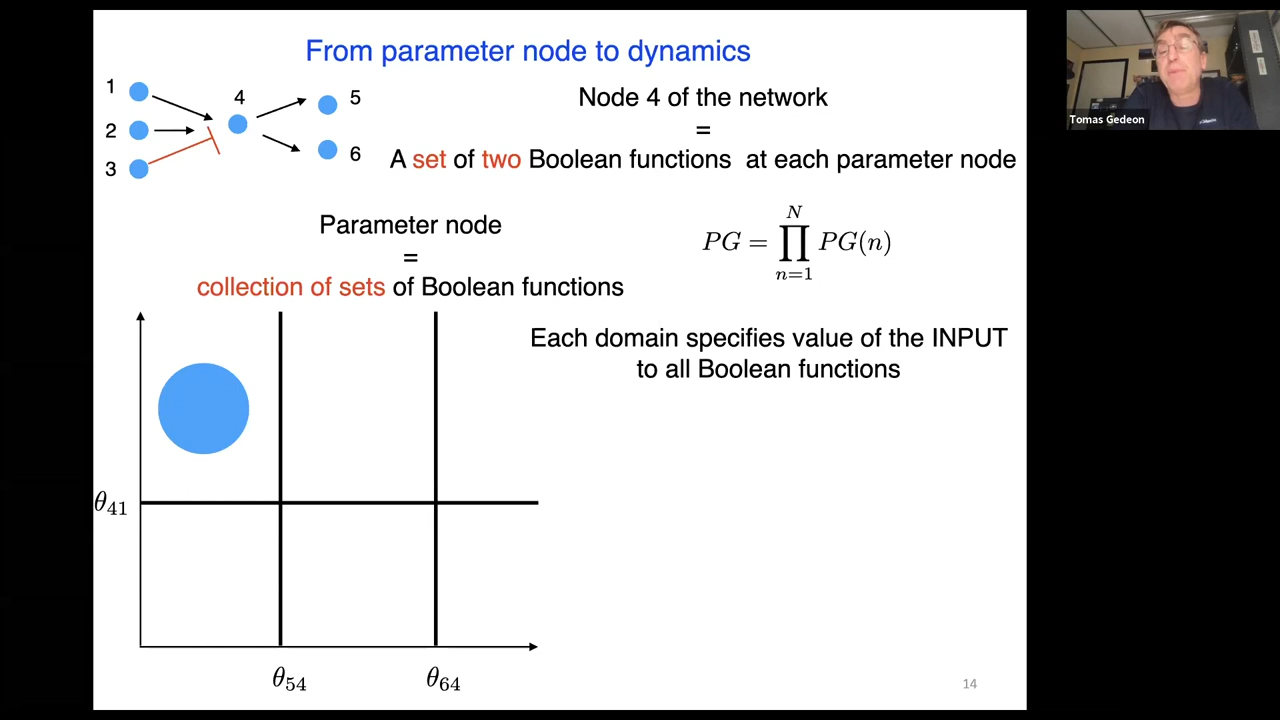 From parameter node to dynamics
1
2
3
4
5
6
Node 4 of the network
=
A set of two Boolean functions at each parameter node
Parameter node
=
collection of sets of Boolean functions
PG = ∏_{n=1}^{N} PG(n)
Each domain specifies value of the INPUT
to all Boolean functions
θ₄₁
θ₅₄
θ₆₄
14
Tomas Gedeon